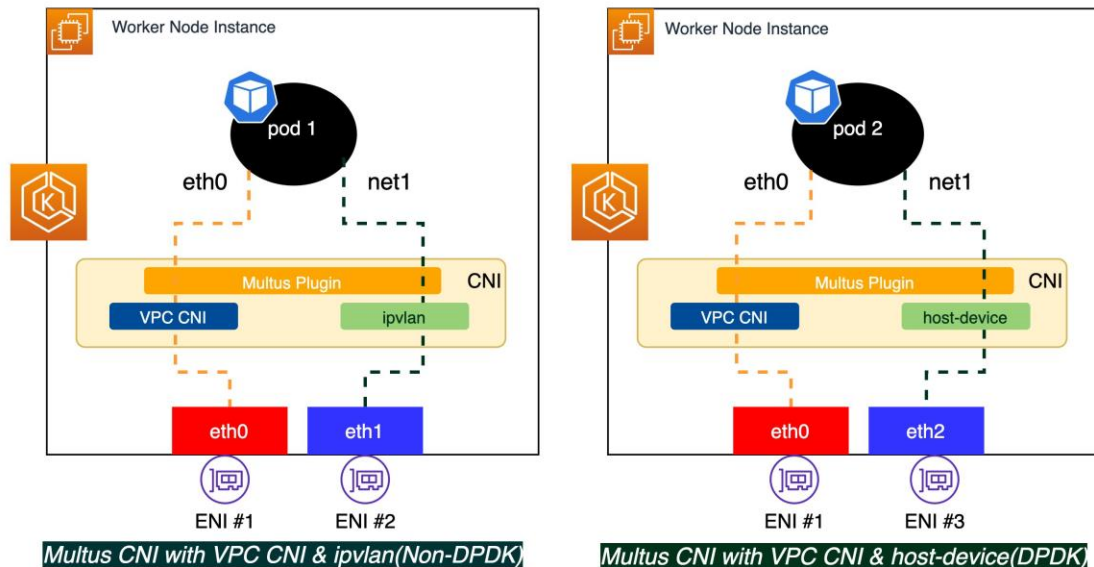 Worker Node Instance
pod 1
eth0
net1
Multus Plugin
CNI
VPC CNI
ipvlan
eth0
eth1
ENI #1
ENI #2
Multus CNI with VPC CNI & ipvlan(Non-DPDK)
Worker Node Instance
pod 2
eth0
net1
Multus Plugin
CNI
VPC CNI
host-device
eth0
eth2
ENI #1
ENI #3
Multus CNI with VPC CNI & host-device(DPDK)
K
K